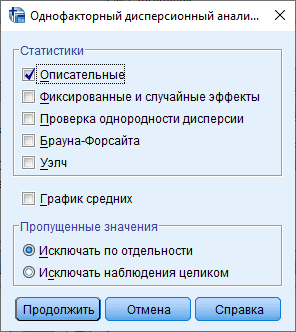 Однофакторный дисперсионный анали...
Статистики
Описательные
Фиксированные и случайные эффекты
Проверка однородности дисперсии
Брауна-Форсайта
Уэлч
График средних
Пропущенные значения
Исключать по отдельности
Исключать наблюдения целиком
Продолжить Отмена Справка